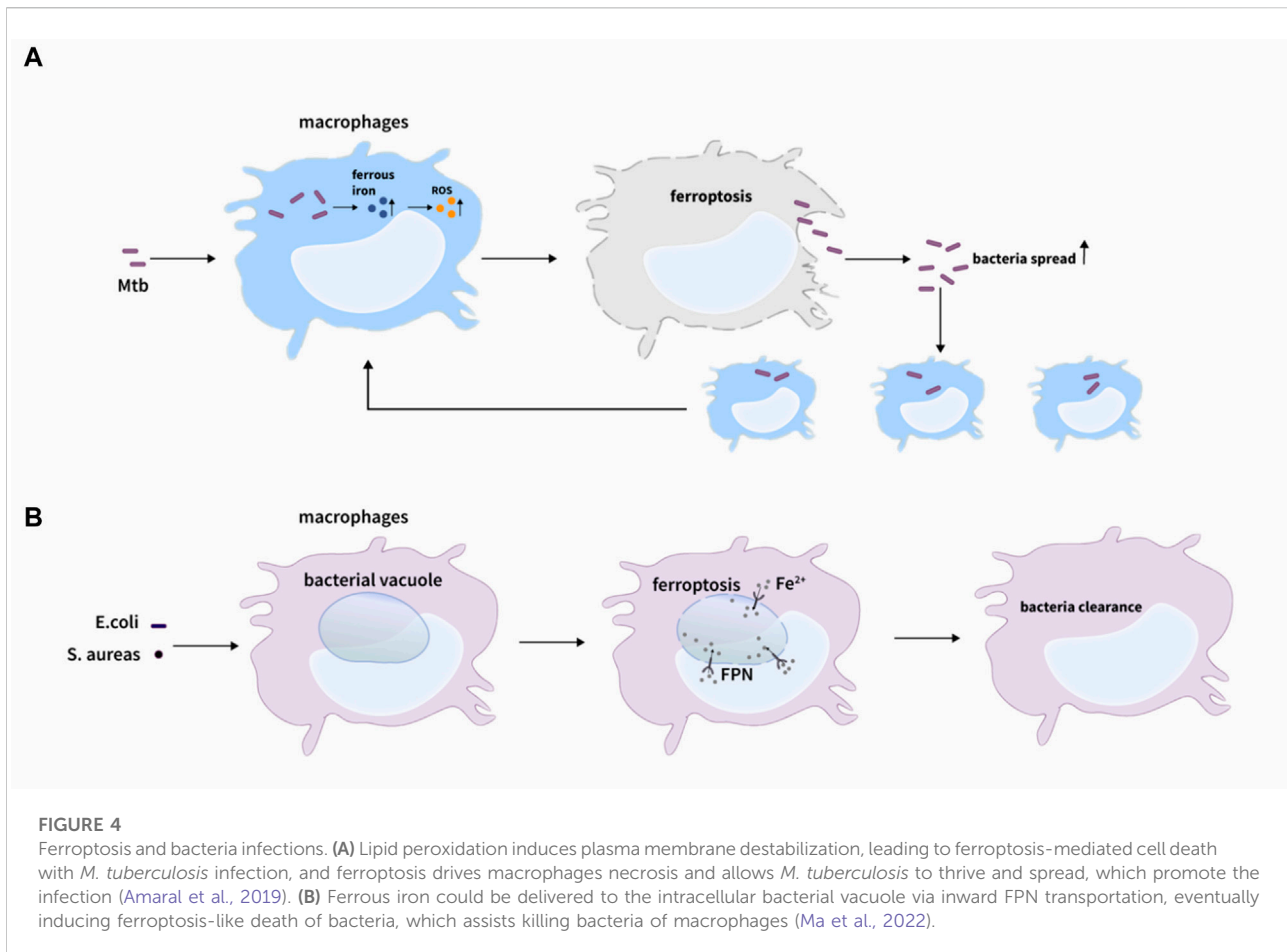 A
macrophages
ferrous
iron
ROS
Mtb
ferroptosis
bacteria spread
B
macrophages
bacterial vacuole
E.coli
S. aureas
ferroptosis
Fe²⁺
FPN
bacteria clearance
FIGURE 4
Ferroptosis and bacteria infections. (A) Lipid peroxidation induces plasma membrane destabilization, leading to ferroptosis-mediated cell death
with M. tuberculosis infection, and ferroptosis drives macrophages necrosis and allows M. tuberculosis to thrive and spread, which promote the
infection (Amaral et al., 2019). (B) Ferrous iron could be delivered to the intracellular bacterial vacuole via inward FPN transportation, eventually
inducing ferroptosis-like death of bacteria, which assists killing bacteria of macrophages (Ma et al., 2022).